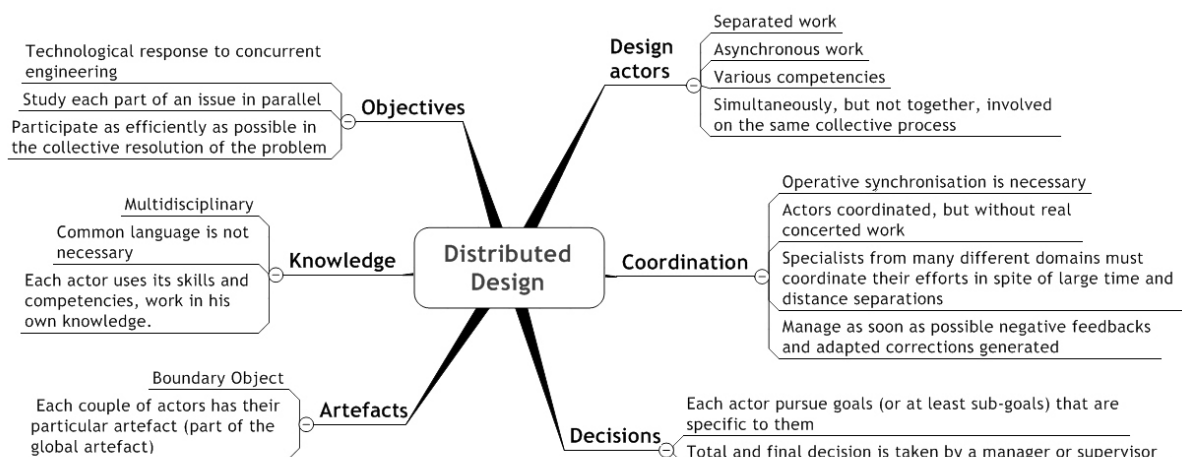 Distributed
Design
Objectives
Technological response to concurrent
engineering
Study each part of an issue in parallel
Participate as efficiently as possible in
the collective resolution of the problem
Knowledge
Multidisciplinary
Common language is not
necessary
Each actor uses its skills and
competencies, work in his
own knowledge.
Artefacts
Boundary Object
Each couple of actors has their
particular artefact (part of the
global artefact)
Design
actors
Separated work
Asynchronous work
Various competencies
Simultaneously, but not together, involved
on the same collective process
Coordination
Operative synchronisation is necessary
Actors coordinated, but without real
concerted work
Specialists from many different domains must
coordinate their efforts in spite of large time and
distance separations
Manage as soon as possible negative feedbacks
and adapted corrections generated
Decisions
Each actor pursue goals (or at least sub-goals) that are
specific to them
Total and final decision is taken by a manager or supervisor